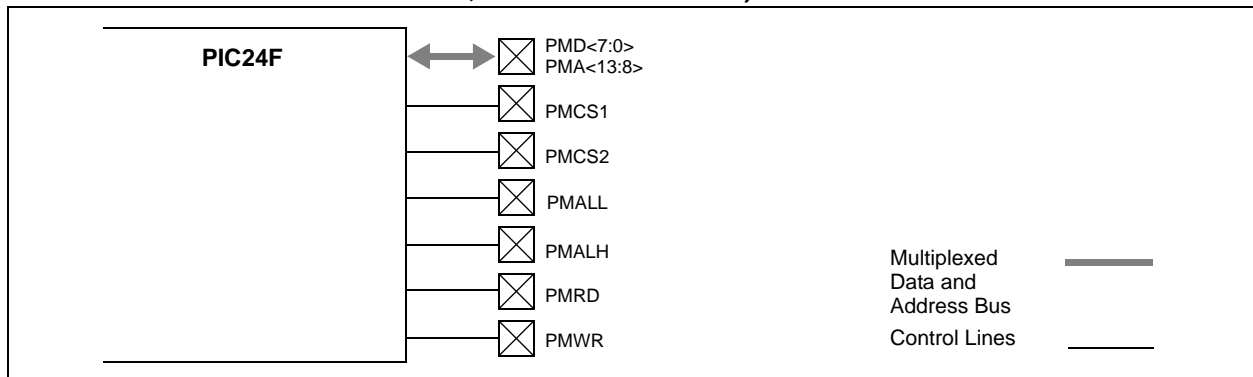 PIC24F
PMD<7:0>
PMA<13:8>
PMCS1
PMCS2
PMALL
PMALH
PMRD
PMWR
Multiplexed
Data and
Address Bus
Control Lines